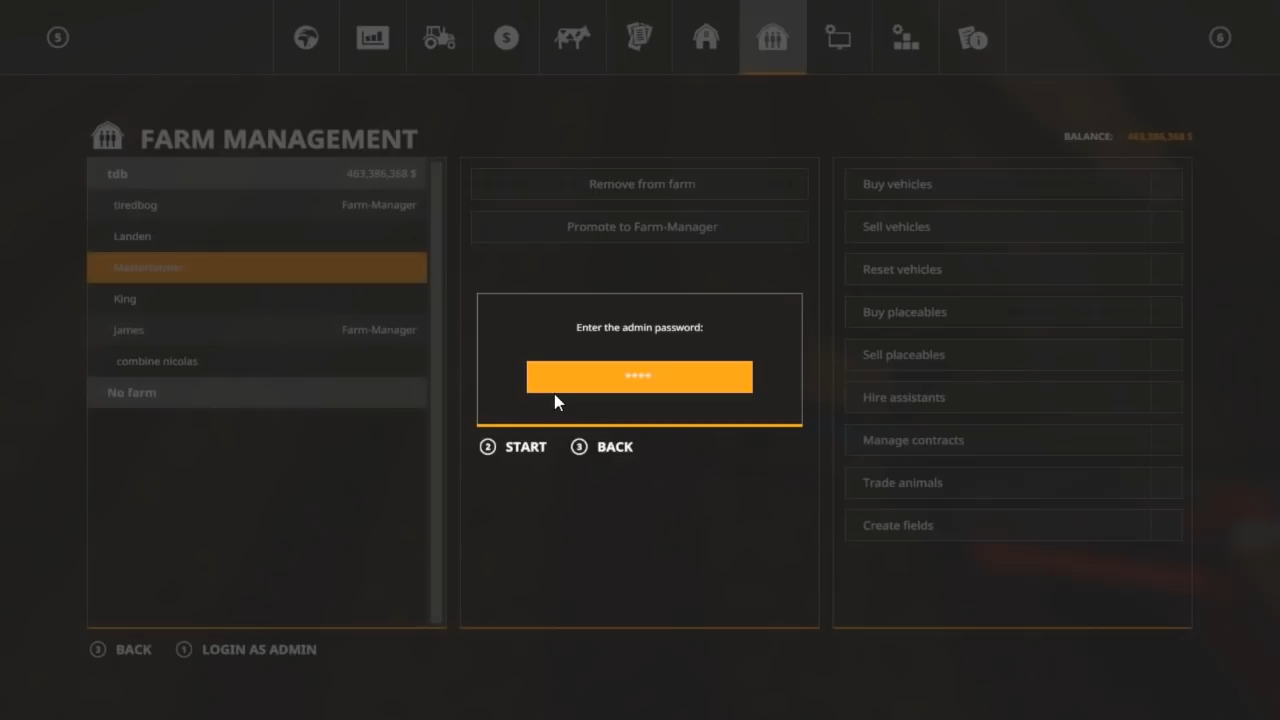 5
$
6
FARM MANAGEMENT
BALANCE: 463,386,368 $
tdb 463,386,368 $
tiredbog Farm-Manager
Landen
King
James Farm-Manager
combine nicolas
No farm
Remove from farm
Promote to Farm-Manager
Enter the admin password:
****
2 START 3 BACK
Buy vehicles
Sell vehicles
Reset vehicles
Buy placeables
Sell placeables
Hire assistants
Manage contracts
Trade animals
Create fields
3 BACK 1 LOGIN AS ADMIN